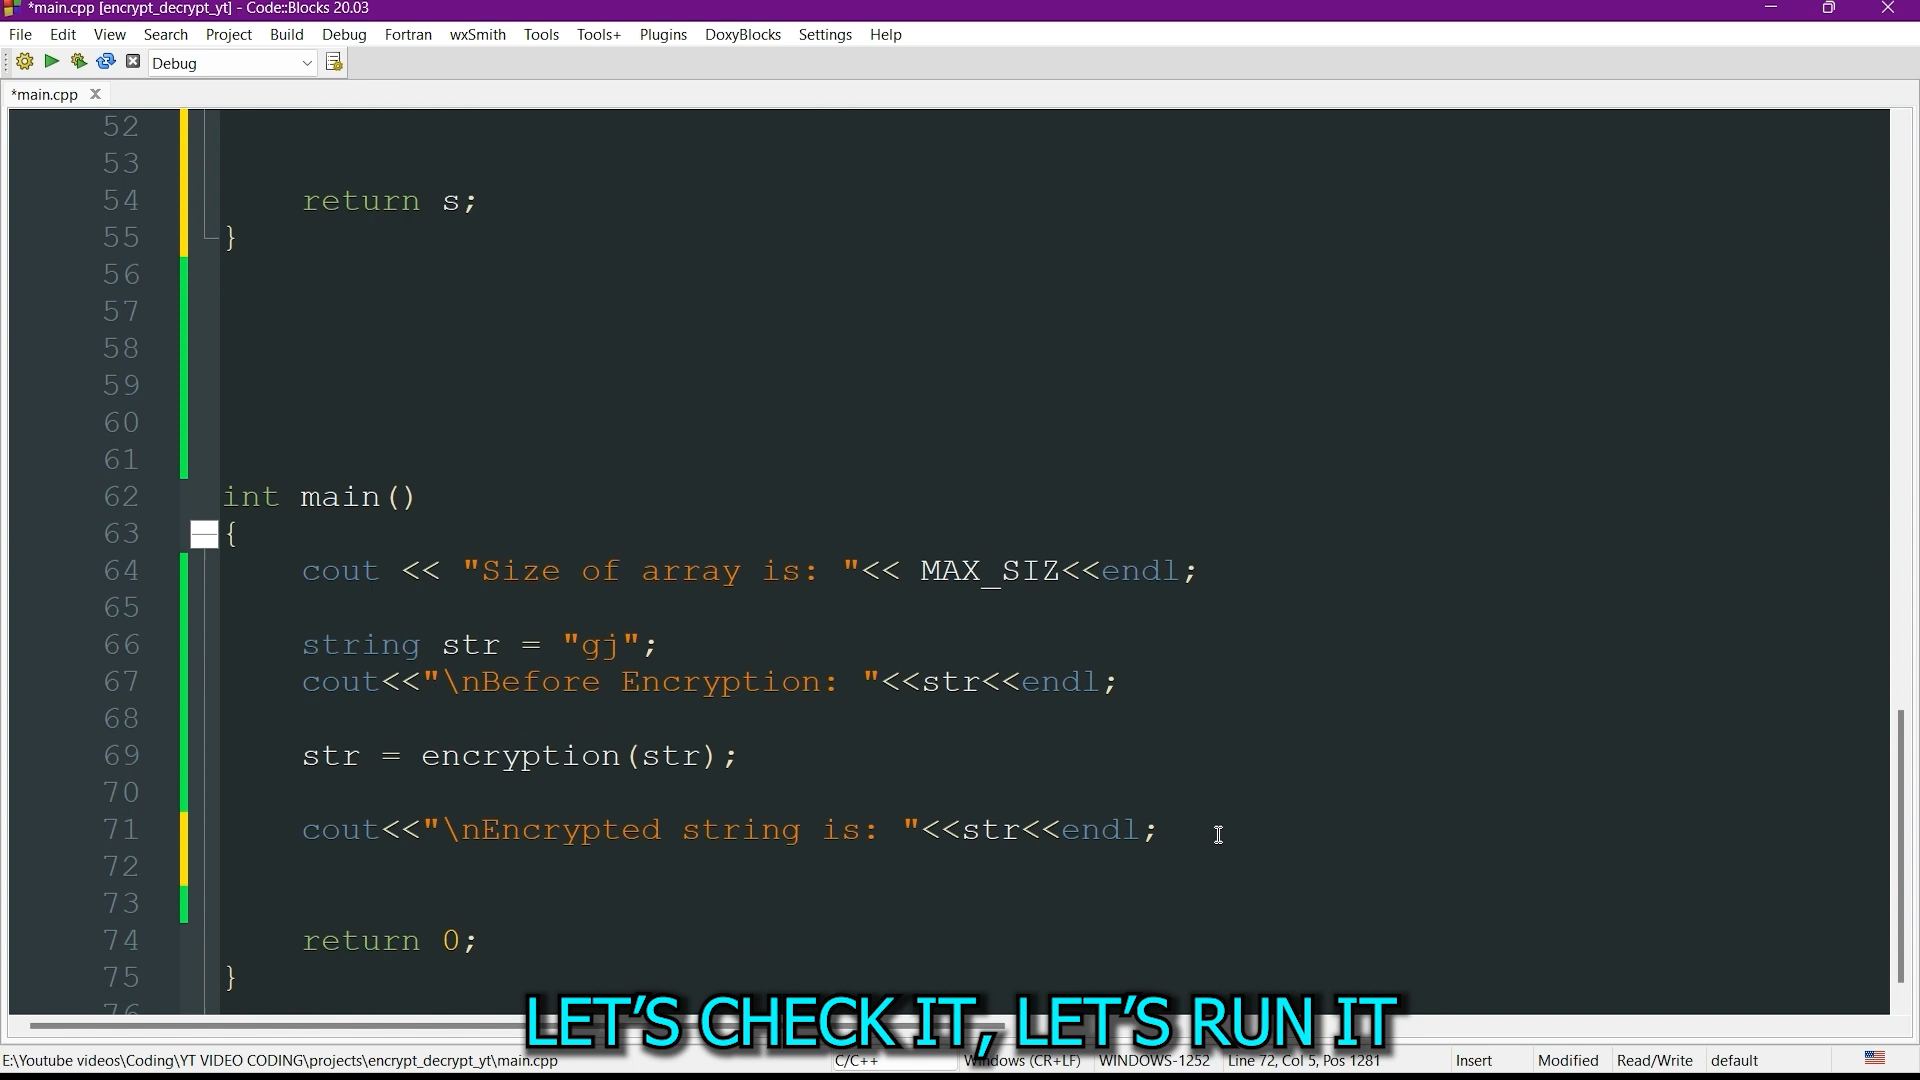 *main.cpp [encrypt_decrypt_yt] - Code::Blocks 20.03
File Edit View Search Project Build Debug Fortran wxSmith Tools Tools+ Plugins DoxyBlocks Settings Help
Debug
*main.cpp
52
53
54 return s;
55 }
56
57
58
59
60
61
62 int main()
63 {
64 cout << "Size of array is: "<< MAX_SIZ<<endl;
65
66 string str = "gj";
67 cout<<"\nBefore Encryption: "<<str<<endl;
68
69 str = encryption(str);
70
71 cout<<"\nEncrypted string is: "<<str<<endl;
72
73
74 return 0;
75 }
76
LET'S CHECK IT, LET'S RUN IT
E:\Youtube videos\Coding\YT VIDEO CODING\projects\encrypt_decrypt_yt\main.cpp C/C++ Windows (CR+LF) WINDOWS-1252 Line 72, Col 5, Pos 1281 Insert Modified Read/Write default